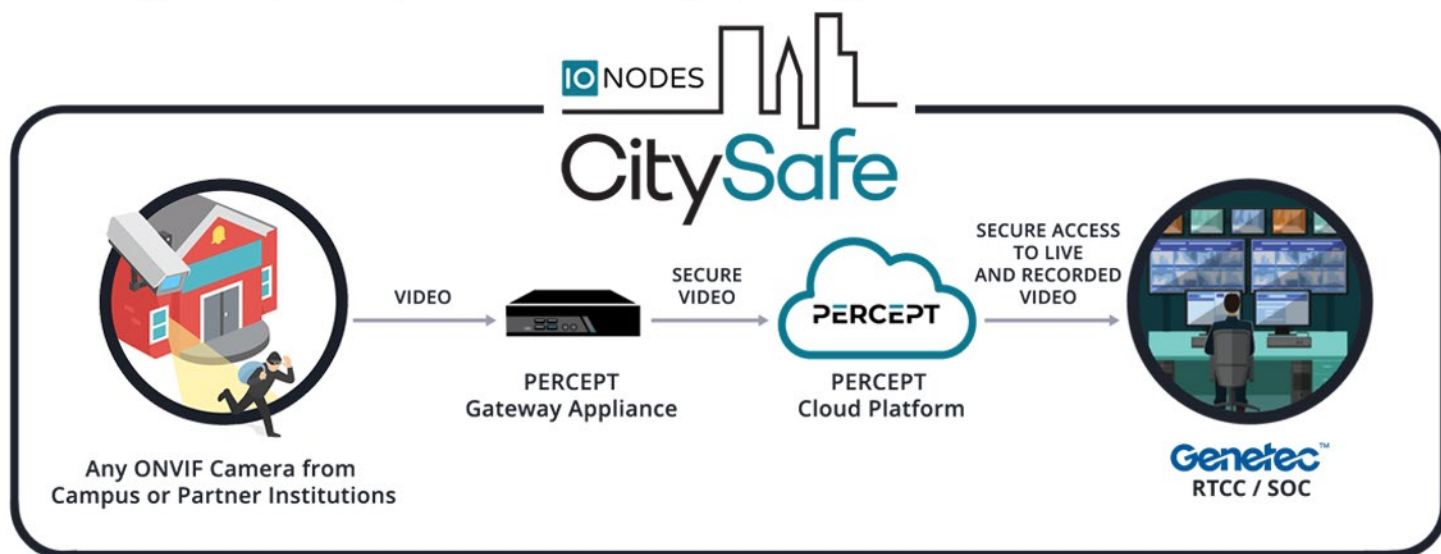 IO NODES
CitySafe
VIDEO
SECURE
VIDEO
PERCEPT
SECURE ACCESS
TO LIVE
AND RECORDED
VIDEO
PERCEPT
Gateway Appliance
PERCEPT
Cloud Platform
Any ONVIF Camera from
Campus or Partner Institutions
Genetec™
RTCC / SOC